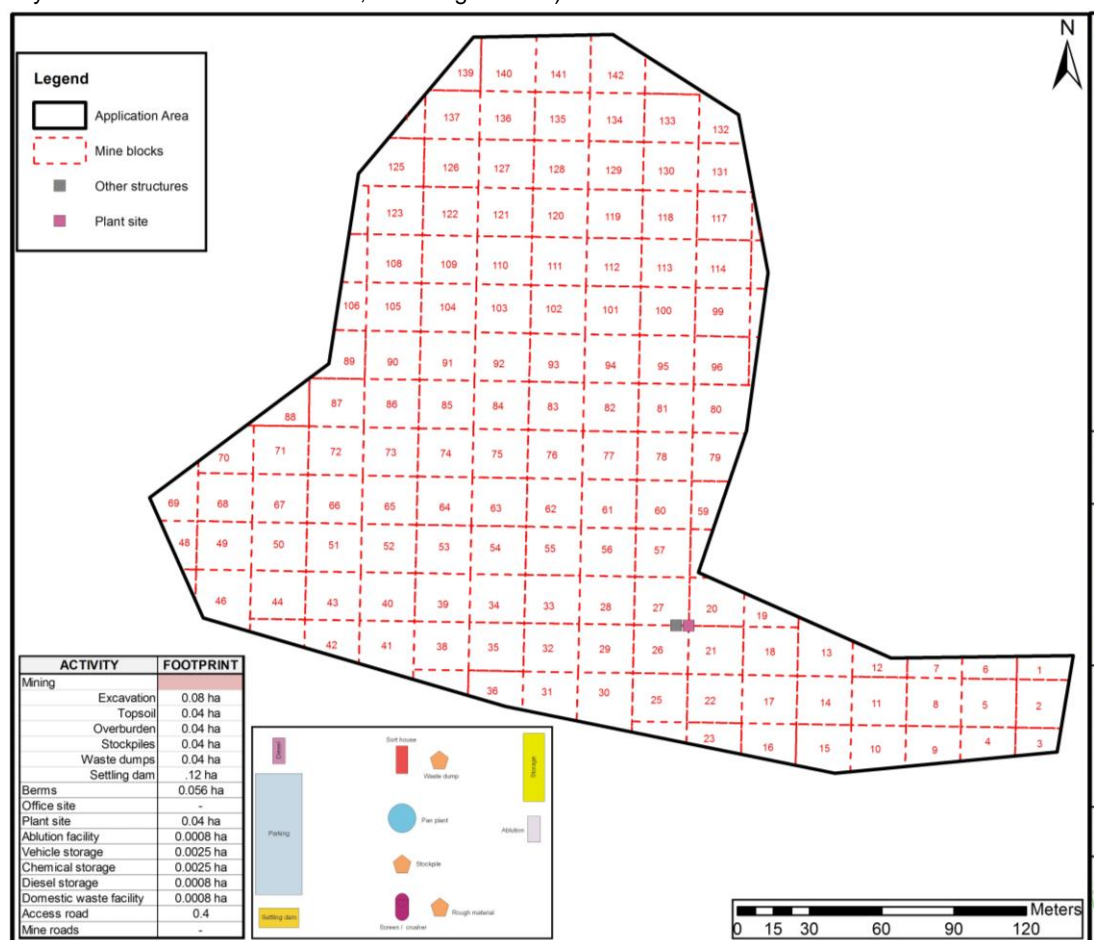 N
Legend
Application Area
Mine blocks
Other structures
Plant site
139 140 141 142
137 136 135 134 133 132
125 126 127 128 129 130 131
123 122 121 120 119 118 117
108 109 110 111 112 113 114
106 105 104 103 102 101 100 99
89 90 91 92 93 94 95 96
88 87 86 85 84 83 82 81 80
70 71 72 73 74 75 76 77 78 79
69 68 67 66 65 64 63 62 61 60 59
48 49 50 51 52 53 54 55 56 57
46 44 43 40 39 34 33 28 27 20 19
42 41 38 35 32 29 26 21 18 13 12 7 6 1
36 31 30 25 22 17 14 11 8 5 2
23 16 15 10 9 4 3
ACTIVITY FOOTPRINT
Mining
Excavation 0.08 ha
Topsoil 0.04 ha
Overburden 0.04 ha
Stockpiles 0.04 ha
Waste dumps 0.04 ha
Settling dam .12 ha
Berms 0.056 ha
Office site -
Plant site 0.04 ha
Ablution facility 0.0008 ha
Vehicle storage 0.0025 ha
Chemical storage 0.0025 ha
Diesel storage 0.0008 ha
Domestic waste facility 0.0008 ha
Access road 0.4
Mine roads -
Diesel
Sort house
Waste dump
Storage
Parking
Pan plant
Ablution
Stockpile
Settling dam
Screen / crusher
Rough material
Meters
0 15 30 60 90 120